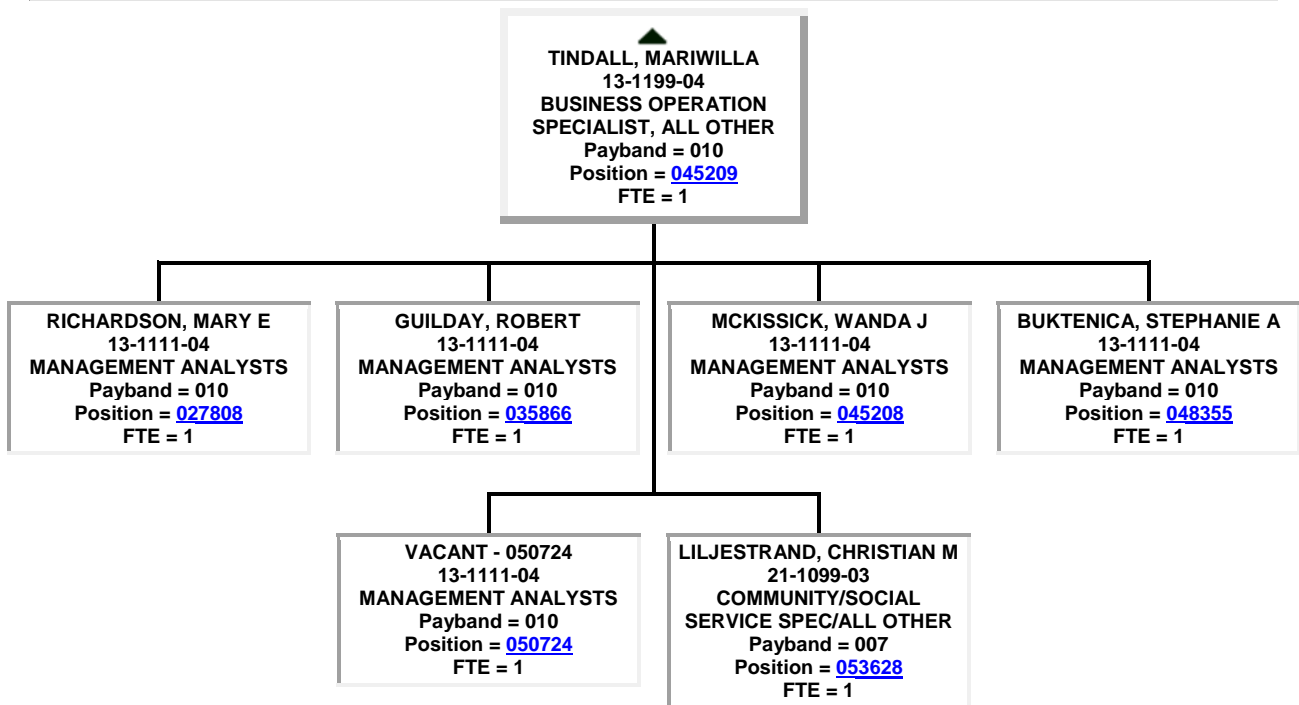 TINDALL, MARIWILLA
13-1199-04
BUSINESS OPERATION
SPECIALIST, ALL OTHER
Payband = 010
Position = 045209
FTE = 1
RICHARDSON, MARY E
13-1111-04
MANAGEMENT ANALYSTS
Payband = 010
Position = 027808
FTE = 1
GUILDAY, ROBERT
13-1111-04
MANAGEMENT ANALYSTS
Payband = 010
Position = 035866
FTE = 1
MCKISSICK, WANDA J
13-1111-04
MANAGEMENT ANALYSTS
Payband = 010
Position = 045208
FTE = 1
BUKTENICA, STEPHANIE A
13-1111-04
MANAGEMENT ANALYSTS
Payband = 010
Position = 048355
FTE = 1
VACANT - 050724
13-1111-04
MANAGEMENT ANALYSTS
Payband = 010
Position = 050724
FTE = 1
LILJESTRAND, CHRISTIAN M
21-1099-03
COMMUNITY/SOCIAL
SERVICE SPEC/ALL OTHER
Payband = 007
Position = 053628
FTE = 1